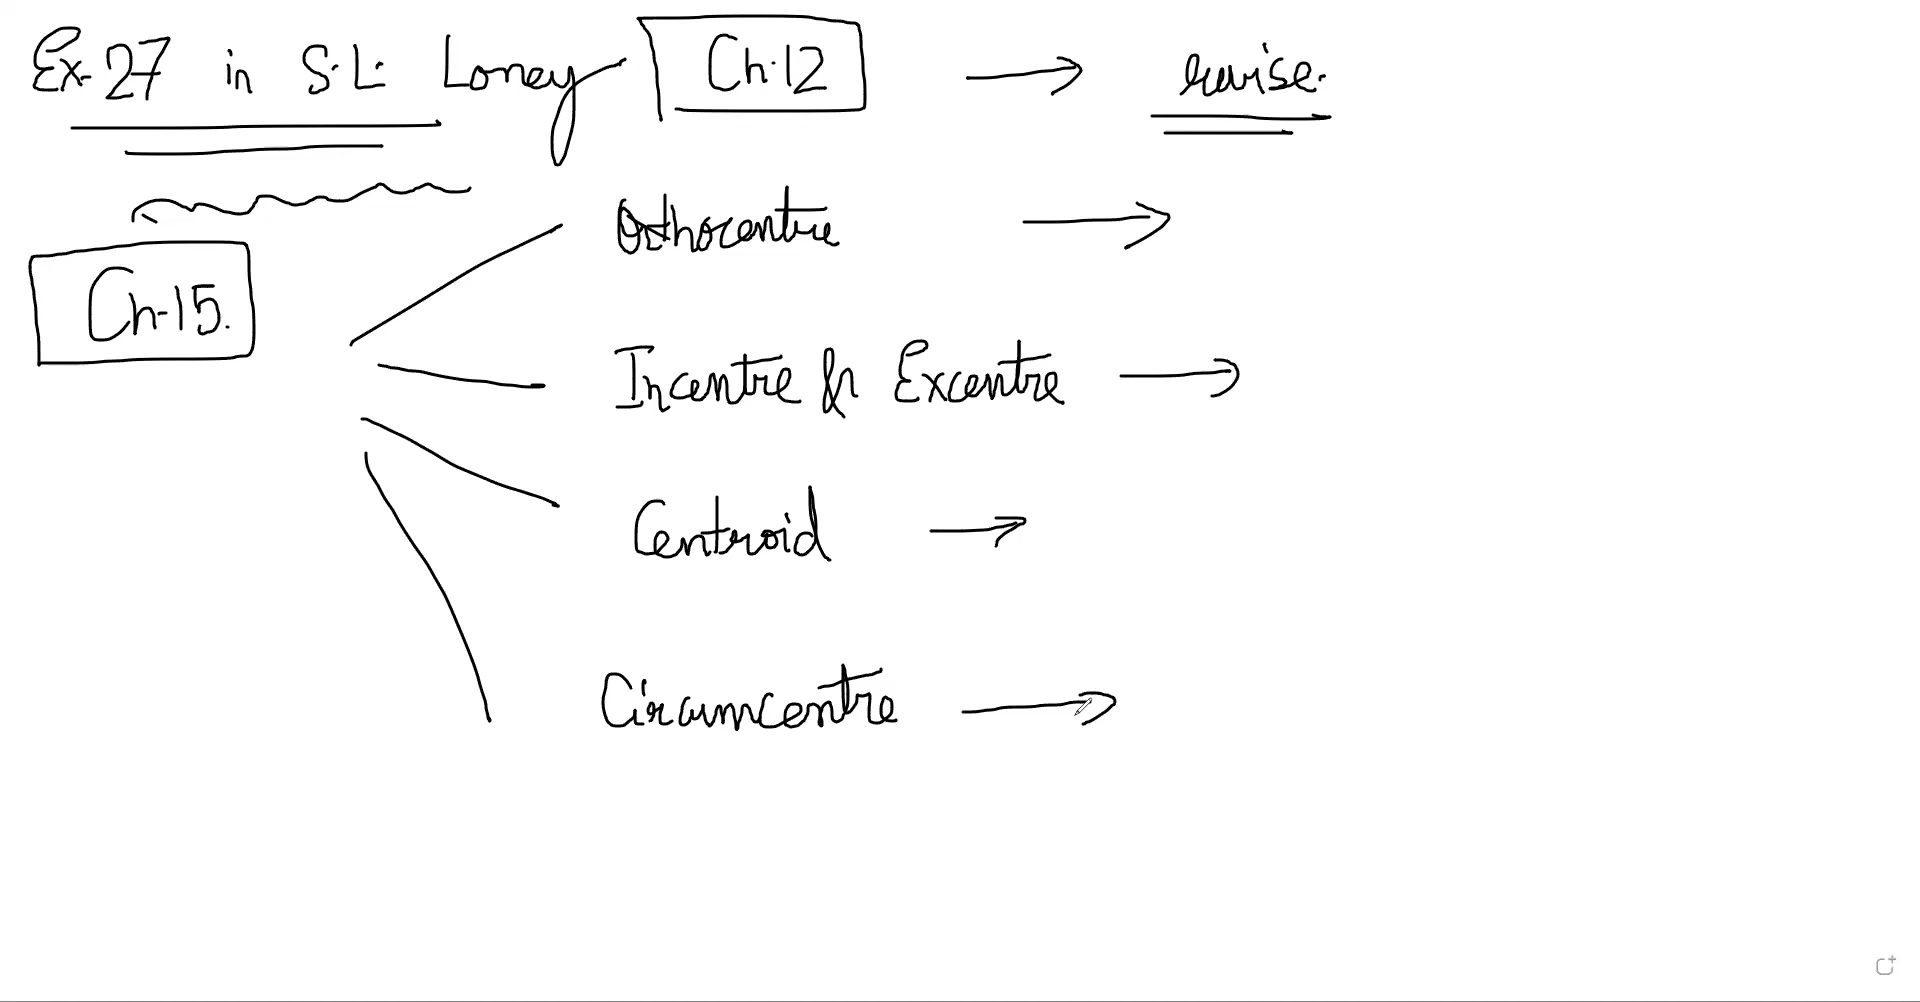 Ex-27 in S.L. Loney Ch.12 → revise.
Orthocentre →
Ch-15.
Incentre & Excentre →
Centroid →
Circumcentre →